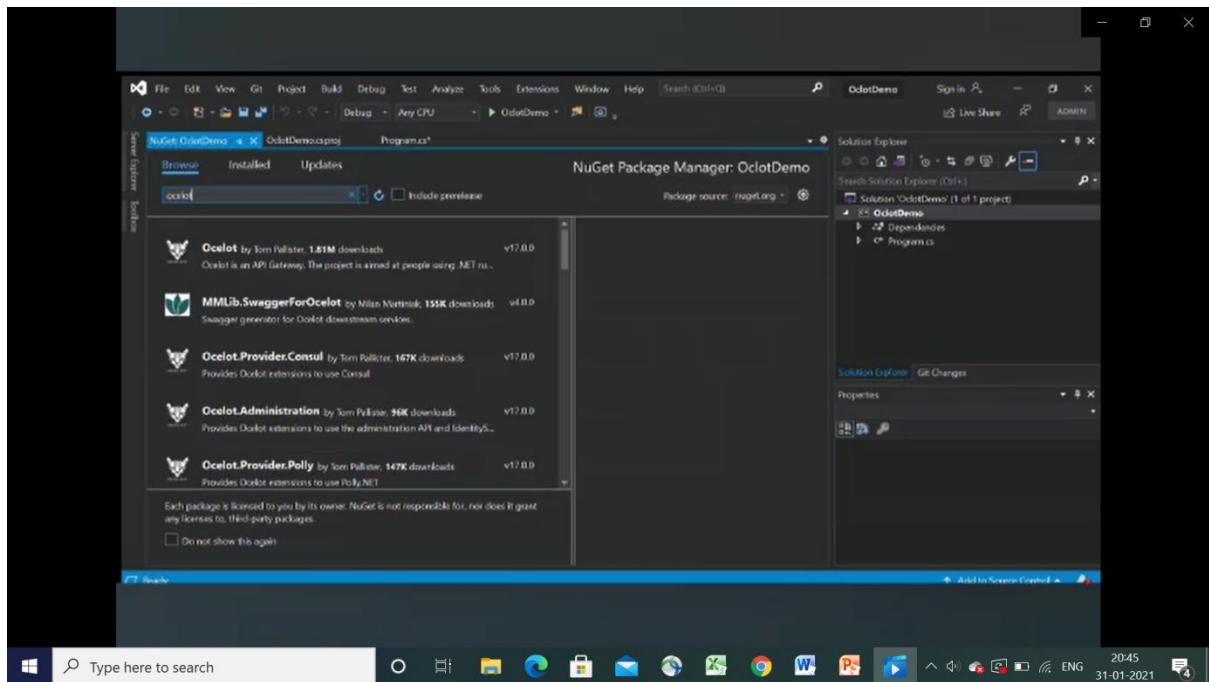 File Edit View Git Project Build Debug Test Analyze Tools Extensions Window Help Search (Ctrl+Q) OclotDemo Sign in
Debug Any CPU OclotDemo Live Share ADMIN
Server Explorer
Toolbox
NuGet: OclotDemo OclotDemo.csproj Program.cs*
Browse Installed Updates NuGet Package Manager: OclotDemo
ocelot Include prerelease Package source: nuget.org
Ocelot by Tom Pallister, 1.81M downloads v17.0.0
Ocelot is an API Gateway. The project is aimed at people using .NET ru...
MMLib.SwaggerForOcelot by Milan Martiniak, 155K downloads v4.0.0
Swagger generator for Ocelot downstream services.
Ocelot.Provider.Consul by Tom Pallister, 167K downloads v17.0.0
Provides Ocelot extensions to use Consul
Ocelot.Administration by Tom Pallister, 96K downloads v17.0.0
Provides Ocelot extensions to use the administration API and IdentityS...
Ocelot.Provider.Polly by Tom Pallister, 147K downloads v17.0.0
Provides Ocelot extensions to use Polly.NET
Each package is licensed to you by its owner. NuGet is not responsible for, nor does it grant
any licenses to, third-party packages.
Do not show this again
Solution Explorer
Search Solution Explorer (Ctrl+;)
Solution 'OclotDemo' (1 of 1 project)
OclotDemo
Dependencies
C# Program.cs
Solution Explorer Git Changes
Properties
Ready Add to Source Control
Type here to search ENG 20:45
31-01-2021
4